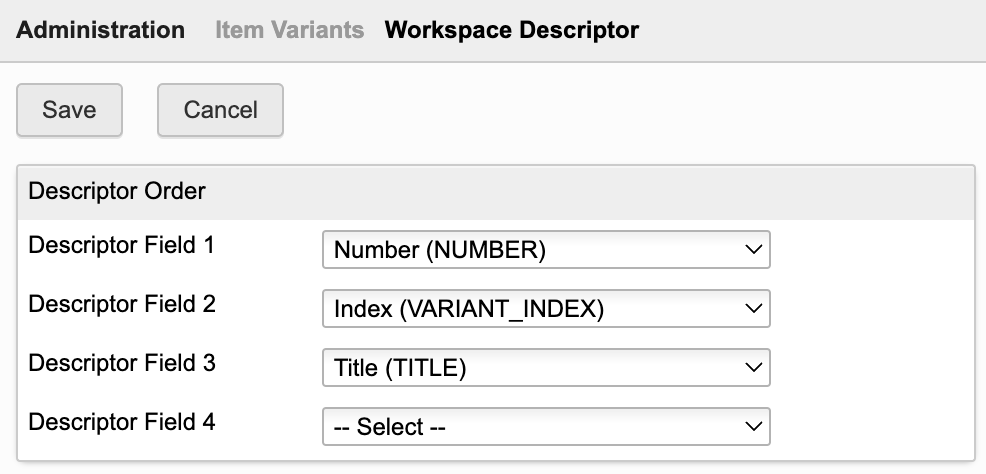 Administration Item Variants Workspace Descriptor
Save Cancel
Descriptor Order
Descriptor Field 1 Number (NUMBER)
Descriptor Field 2 Index (VARIANT_INDEX)
Descriptor Field 3 Title (TITLE)
Descriptor Field 4 -- Select --